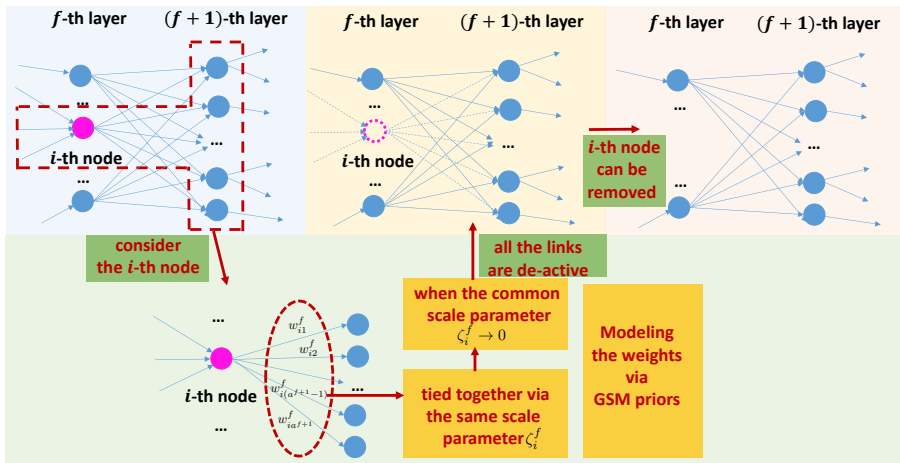 f-th layer
(f + 1)-th layer
...
i-th node
...
...
f-th layer
(f + 1)-th layer
...
i-th node
...
...
i-th node
can be
removed
f-th layer
(f + 1)-th layer
...
...
...
consider
the i-th node
all the links
are de-active
...
i-th node
...
w_{i1}^f
w_{i2}^f
w_{i(a^{f+1}-1)}^f
w_{ia^{f+1}}^f
...
when the common
scale parameter
ζ_i^f → 0
tied together via
the same scale
parameter ζ_i^f
Modeling
the weights
via
GSM priors